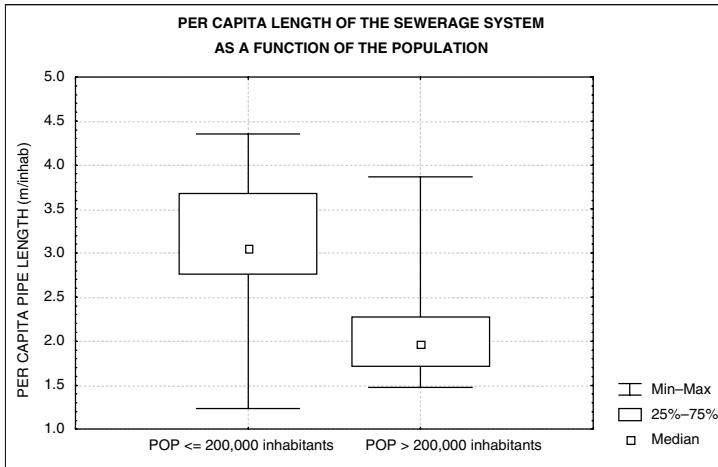 PER CAPITA LENGTH OF THE SEWERAGE SYSTEM
AS A FUNCTION OF THE POPULATION
PER CAPITA PIPE LENGTH (m/inhab)
5.0
4.5
4.0
3.5
3.0
2.5
2.0
1.5
1.0
POP <= 200,000 inhabitants
POP > 200,000 inhabitants
Min–Max
25%–75%
Median